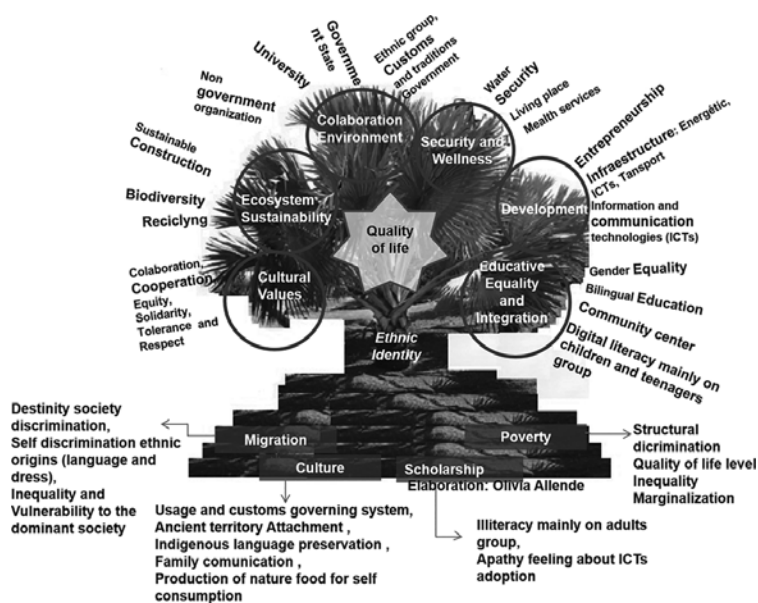 University
Governme
nt State
Ethnic group,
Customs
and traditions
Government
Water
Security
Living place
Mealth services
Non
government
organization
Colaboration
Environment
Security and
Wellness
Entrepreneurship
Infraestructure: Energétic,
ICTs, Tansport
Sustainable
Construction
Biodiversity
Reciclyng
Ecosystem
Sustainability
Development
Information and
communication
technologies (ICTs)
Quality
of life
Colaboration,
Cooperation
Equity,
Solidarity,
Tolerance and
Respect
Cultural
Values
Educative
Equality
and
Integration
Gender Equality
Bilingual Education
Community center
Digital literacy mainly on
children and teenagers
group
Ethnic
Identity
Destinity society
discrimination,
Self discrimination ethnic
origins (language and
dress),
Inequality and
Vulnerability to the
dominant society
Migration
Poverty
Culture
Scholarship
Elaboration: Olivia Allende
Structural
dicrimination
Quality of life level
Inequality
Marginalization
Usage and customs governing system,
Ancient territory Attachment ,
Indigenous language preservation ,
Family comunication ,
Production of nature food for self
consumption
Illiteracy mainly on adults
group,
Apathy feeling about ICTs
adoption